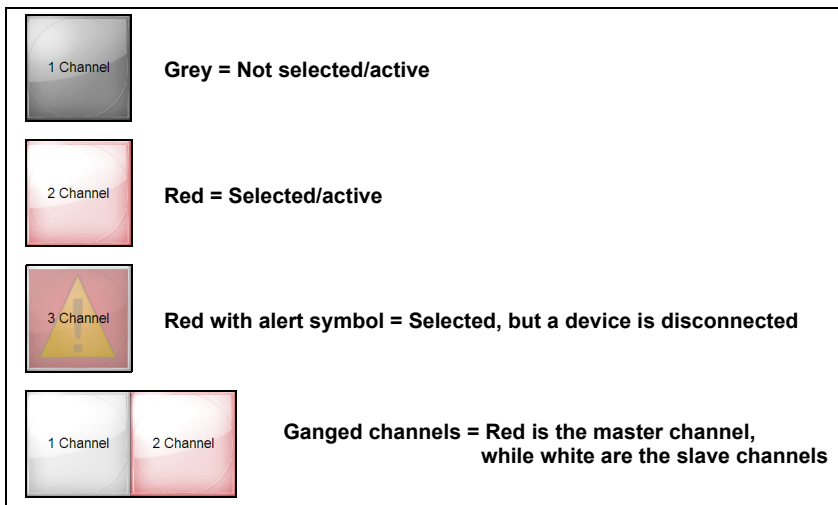 1 Channel
Grey = Not selected/active
2 Channel
Red = Selected/active
3 Channel
!
Red with alert symbol = Selected, but a device is disconnected
1 Channel
2 Channel
Ganged channels = Red is the master channel,
while white are the slave channels